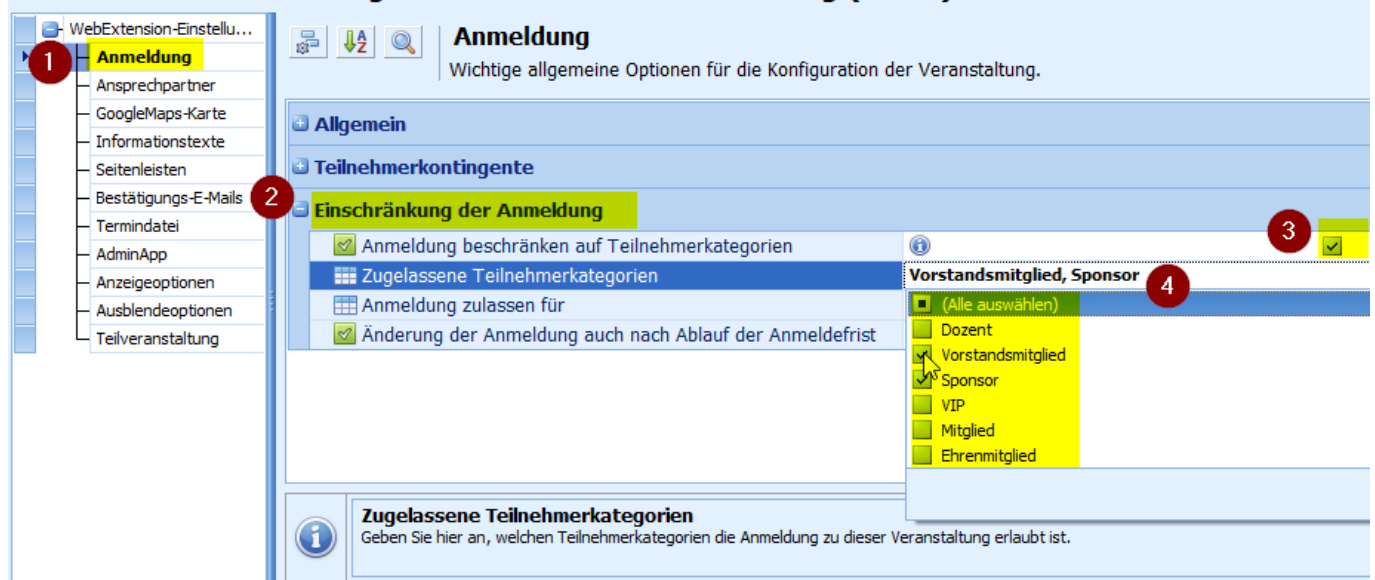 WebExtension-Einstellu...
1
Anmeldung
Ansprechpartner
GoogleMaps-Karte
Informationstexte
Seitenleisten
Bestätigungs-E-Mails
Termindatei
AdminApp
Anzeigeoptionen
Ausblendeoptionen
Teilveranstaltung
A
Z
Anmeldung
Wichtige allgemeine Optionen für die Konfiguration der Veranstaltung.
Allgemein
Teilnehmerkontingente
2
Einschränkung der Anmeldung
3
Anmeldung beschränken auf Teilnehmerkategorien
Zugelassene Teilnehmerkategorien
Vorstandsmitglied, Sponsor
4
Anmeldung zulassen für
Änderung der Anmeldung auch nach Ablauf der Anmeldefrist
(Alle auswählen)
Dozent
Vorstandsmitglied
Sponsor
VIP
Mitglied
Ehrenmitglied
Zugelassene Teilnehmerkategorien
Geben Sie hier an, welchen Teilnehmerkategorien die Anmeldung zu dieser Veranstaltung erlaubt ist.